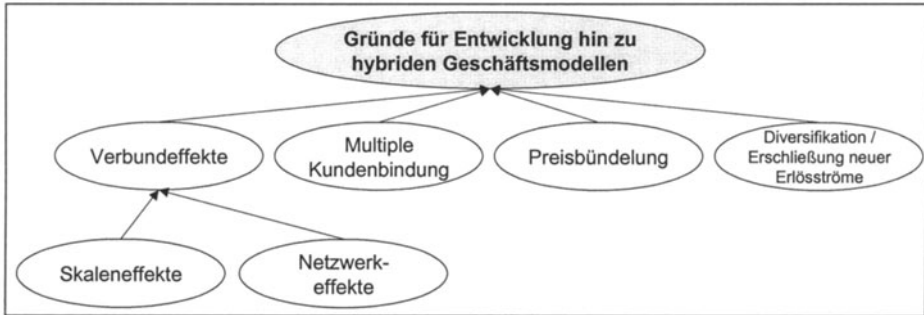 Gründe für Entwicklung hin zu
hybriden Geschäftsmodellen
Verbundeffekte
Multiple
Kundenbindung
Preisbündelung
Diversifikation /
Erschließung neuer
Erlösströme
Skaleneffekte
Netzwerk-
effekte